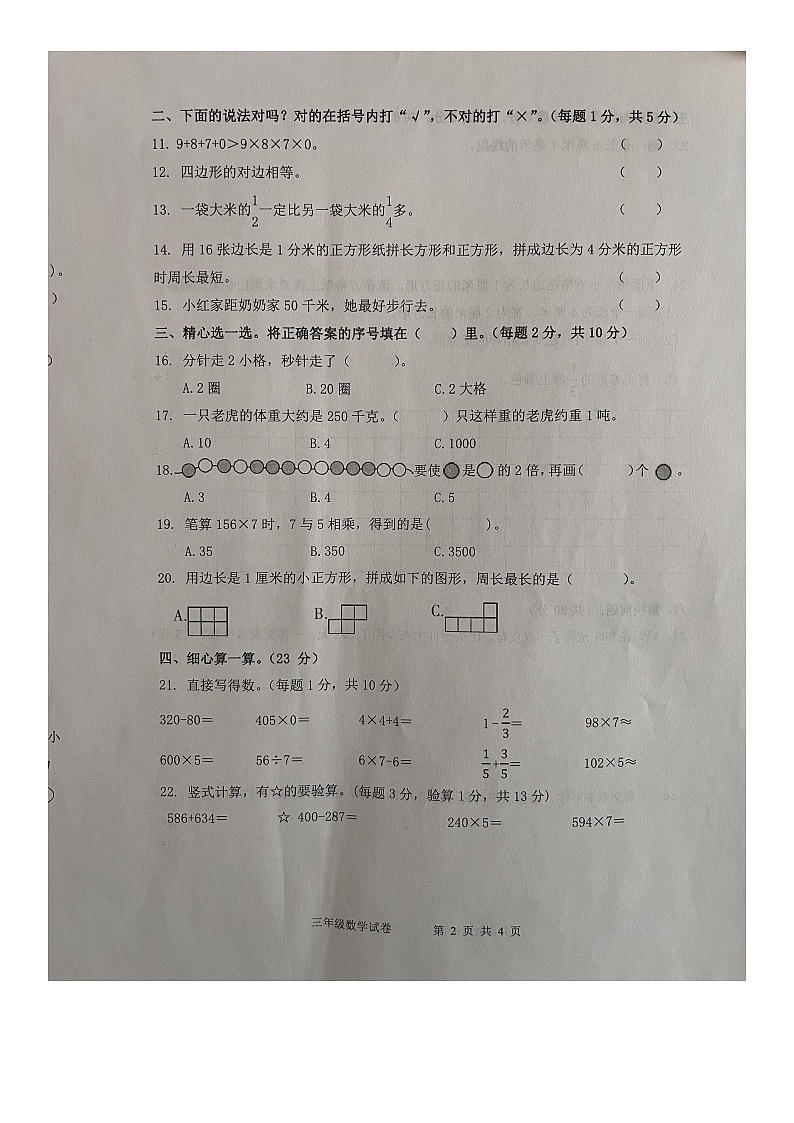 二、下面的说法对吗？对的在括号内打“√”，不对的打“×”。（每题1分，共5分）
11. 9+8+7+0＞9×8×7×0。（ ）
12. 四边形的对边相等。（ ）
13. 一袋大米的1/2一定比另一袋大米的1/4多。（ ）
14. 用16张边长是1分米的正方形纸拼长方形和正方形，拼成边长为4分米的正方形
)。
时周长最短。（ ）
)
15. 小红家距奶奶家50千米，她最好步行去。（ ）
三、精心选一选。将正确答案的序号填在（ ）里。（每题2分，共10分）
)
16. 分针走2小格，秒针走了（ ）。
A.2圈 B.20圈 C.2大格
17. 一只老虎的体重大约是250千克。（ ）只这样重的老虎约重1吨。
A.10 B.4 C.1000
18. 要使是的2倍，再画（ ）个。
A.3 B.4 C.5
19. 笔算156×7时，7与5相乘，得到的是( )。
A.35 B.350 C.3500
20. 用边长是1厘米的小正方形，拼成如下的图形，周长最长的是（ ）。
A. B. C.
四、细心算一算。（23 分）
21. 直接写得数。（每题1分，共10分）
320-80= 405×0= 4×4+4= 1-2/3= 98×7≈
小
600×5= 56÷7= 6×7-6= 1/5+3/5= 102×5≈
22. 竖式计算，有☆的要验算。(每题3分，验算1分，共13分)
586+634= ☆ 400-287= 240×5= 594×7=
三年级数学试卷 第 2 页 共 4 页